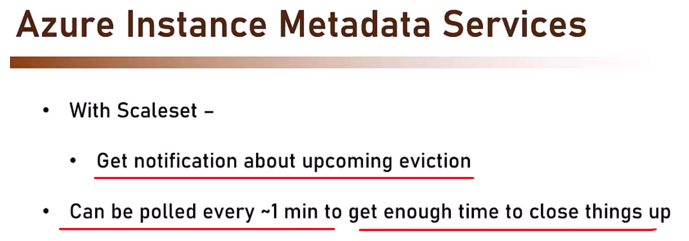 Azure Instance Metadata Services
• With Scaleset –
• Get notification about upcoming eviction
• Can be polled every ~1 min to get enough time to close things up